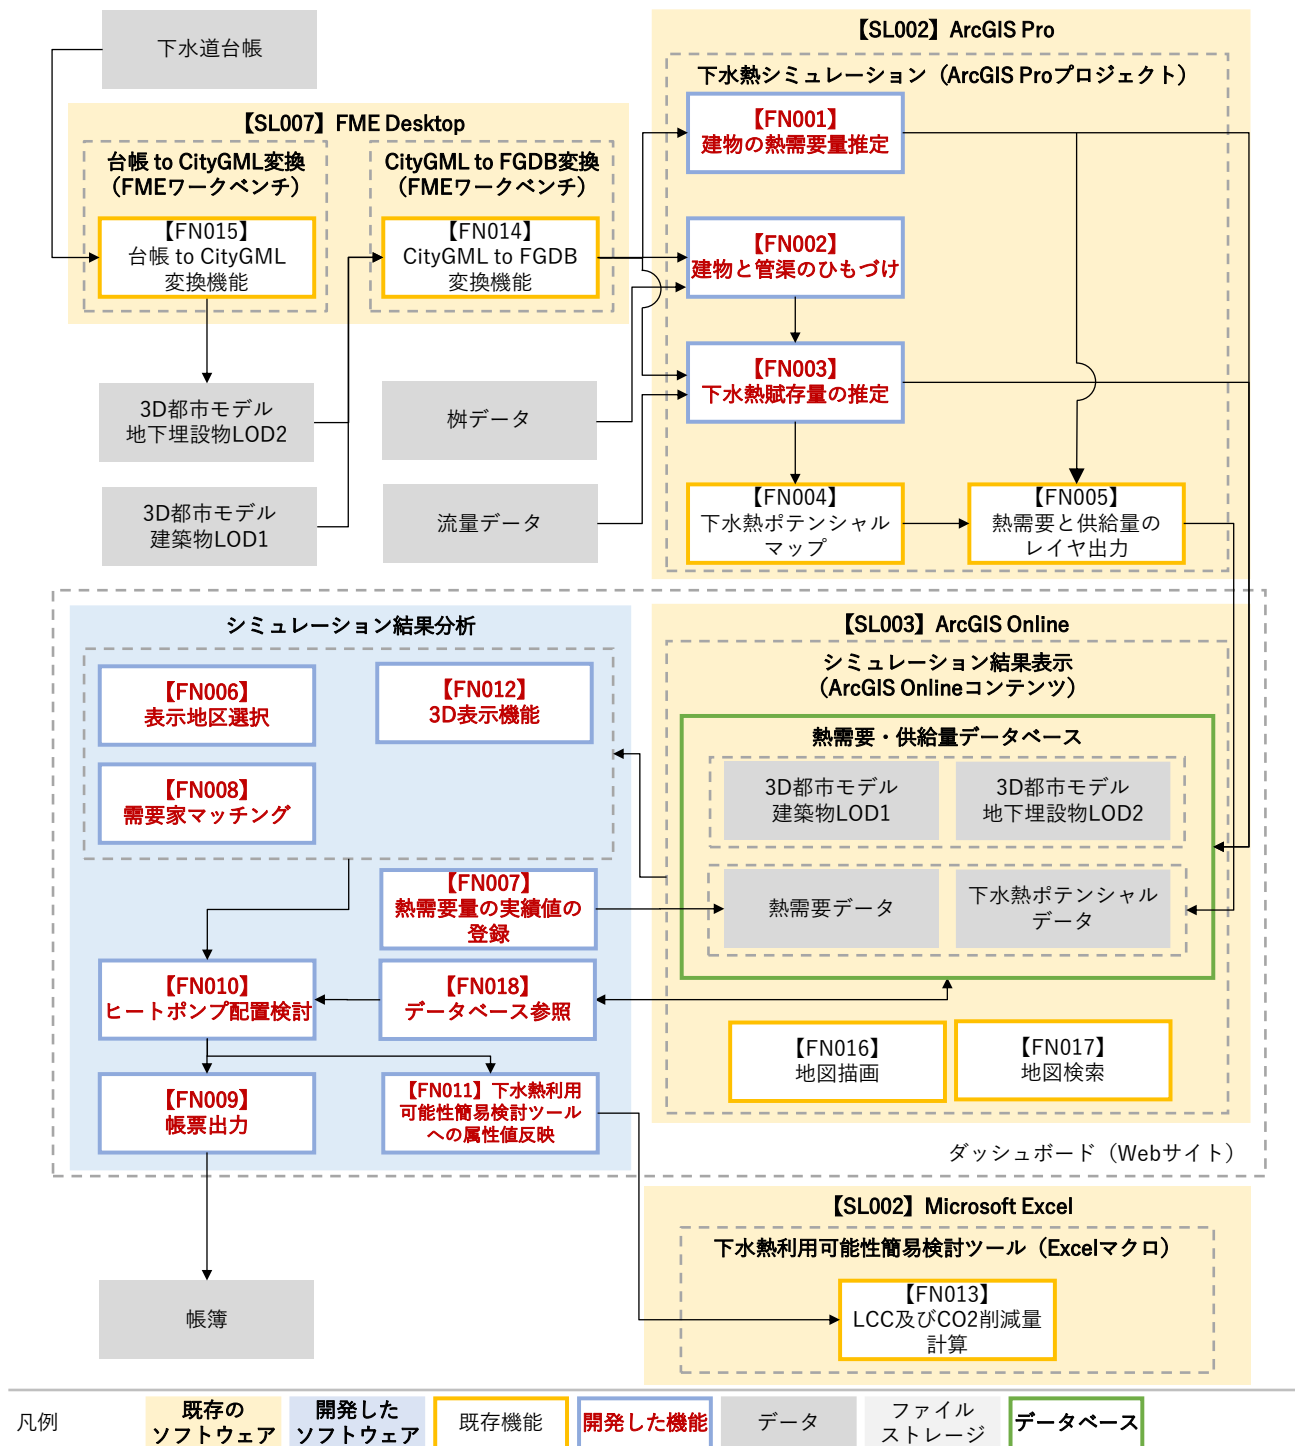 下水道台帳
【SL007】FME Desktop
台帳 to CityGML変換
（FMEワークベンチ）
【FN015】
台帳 to CityGML
変換機能
CityGML to FGDB変換
（FMEワークベンチ）
【FN014】
CityGML to FGDB
変換機能
3D都市モデル
地下埋設物LOD2
3D都市モデル
建築物LOD1
桝データ
流量データ
【SL002】ArcGIS Pro
下水熱シミュレーション（ArcGIS Proプロジェクト）
【FN001】
建物の熱需要量推定
【FN002】
建物と管渠のひもづけ
【FN003】
下水熱賦存量の推定
【FN004】
下水熱ポテンシャル
マップ
【FN005】
熱需要と供給量の
レイヤ出力
シミュレーション結果分析
【FN006】
表示地区選択
【FN012】
3D表示機能
【FN008】
需要家マッチング
【FN007】
熱需要量の実績値の
登録
【FN010】
ヒートポンプ配置検討
【FN018】
データベース参照
【FN009】
帳票出力
【FN011】下水熱利用
可能性簡易検討ツール
への属性値反映
【SL003】ArcGIS Online
シミュレーション結果表示
（ArcGIS Onlineコンテンツ）
熱需要・供給量データベース
3D都市モデル
建築物LOD1
3D都市モデル
地下埋設物LOD2
熱需要データ
下水熱ポテンシャル
データ
【FN016】
地図描画
【FN017】
地図検索
ダッシュボード（Webサイト）
帳簿
【SL002】Microsoft Excel
下水熱利用可能性簡易検討ツール（Excelマクロ）
【FN013】
LCC及びCO2削減量
計算
凡例
既存の
ソフトウェア
開発した
ソフトウェア
既存機能
開発した機能
データ
ファイル
ストレージ
データベース